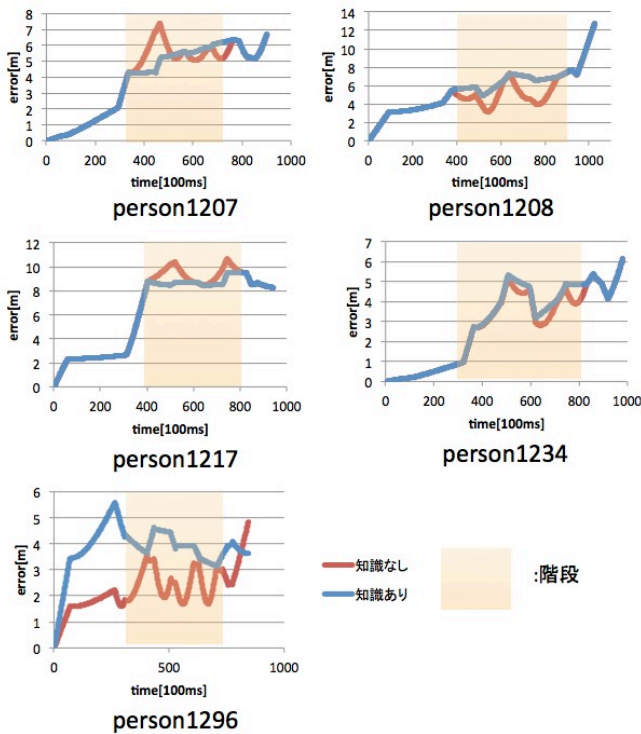 error[m]
8
7
6
5
4
3
2
1
0
0 200 400 600 800 1000
time[100ms]
person1207
error[m]
14
12
10
8
6
4
2
0
0 200 400 600 800 1000
time[100ms]
person1208
error[m]
12
10
8
6
4
2
0
0 200 400 600 800 1000
time[100ms]
person1217
error[m]
7
6
5
4
3
2
1
0
0 200 400 600 800 1000
time[100ms]
person1234
error[m]
6
5
4
3
2
1
0
0 500 1000
time[100ms]
person1296
知識なし
知識あり
:階段